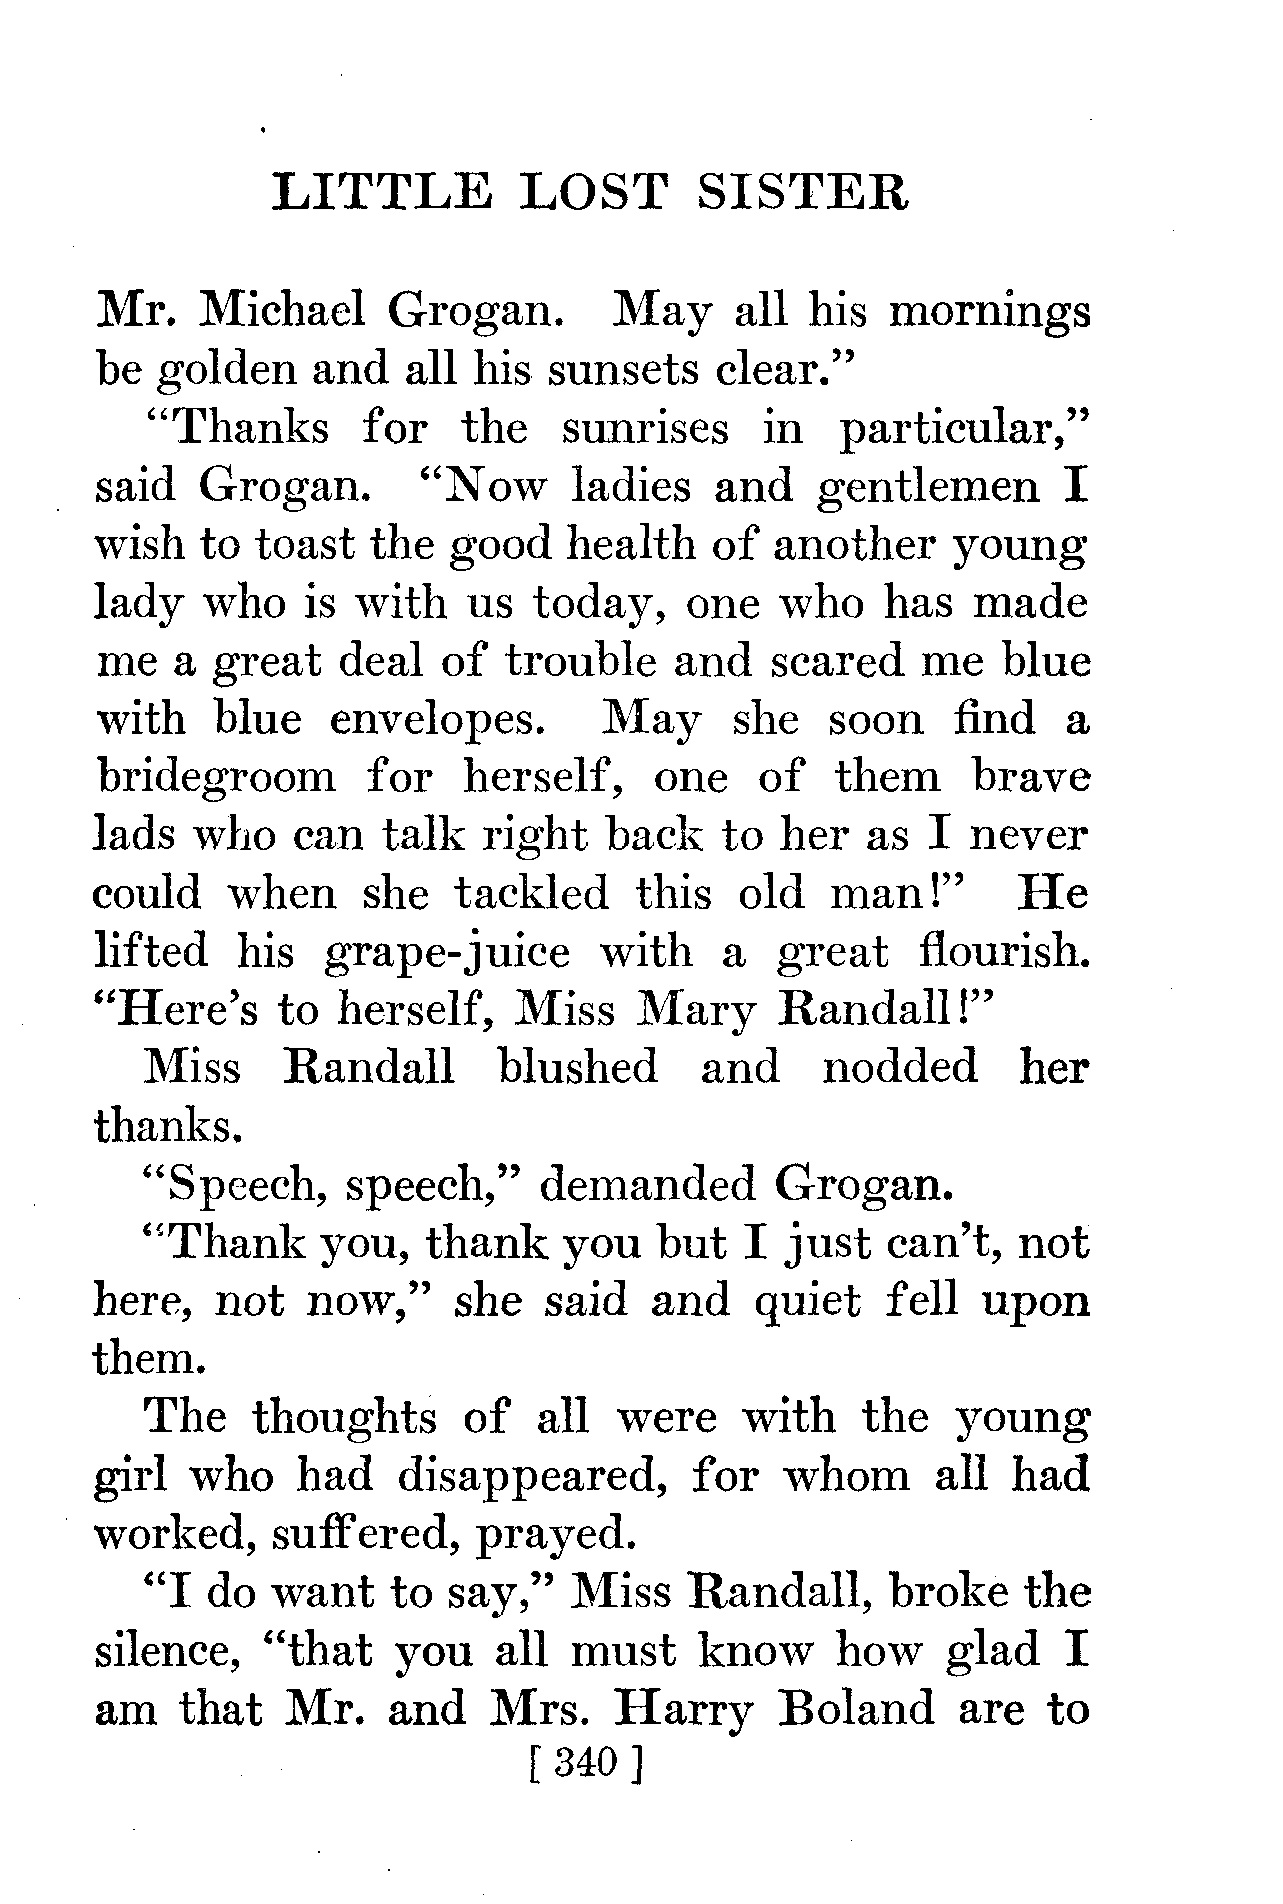 LITTLE LOST SISTER
Mr. Michael Grogan. May all his mornings
be golden and all his sunsets clear.”
“Thanks for the sunrises in particular,”
said Grogan. “Now ladies and gentlemen I
wish to toast the good health of another young
lady who is with us today, one who has made
me a great deal of trouble and scared me blue
with blue envelopes. May she soon find a
bridegroom for herself, one of them brave
lads who can talk right back to her as I never
could when she tackled this old man!” He
lifted his grape-juice with a great flourish.
“Here’s to herself, Miss Mary Randall!”
Miss Randall blushed and nodded her
thanks.
“Speech, speech,” demanded Grogan.
“Thank you, thank you but I just can’t, not
here, not now,” she said and quiet fell upon
them.
The thoughts of all were with the young
girl who had disappeared, for whom all had
worked, suffered, prayed.
“I do want to say,” Miss Randall, broke the
silence, “that you all must know how glad I
am that Mr. and Mrs. Harry Boland are to
[ 340 ]